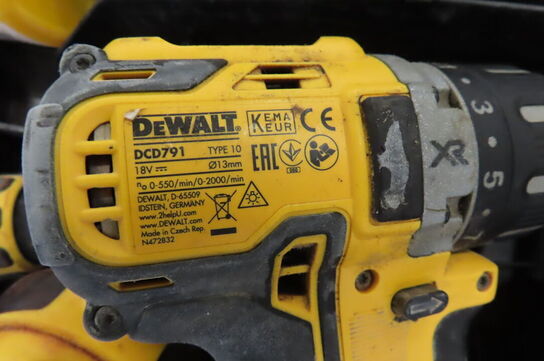 DEWALT®
KEMA
KEUR
CE
DCD791 TYPE 10
18V Ø13mm
EAC
n₀ 0-550/min/0-2000/min
DEWALT, D-65509
IDSTEIN, GERMANY
www.2helpU.com
www.DEWALT.com
Made in Czech Rep.
N472832
XR
3
5